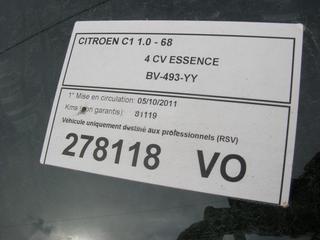 CITROEN C1 1.0 - 68
4 CV ESSENCE
BV-493-YY
1° Mise en circulation: 05/10/2011
Kms (non garantis): 81119
Véhicule uniquement destiné aux professionnels (RSV)
278118 VO